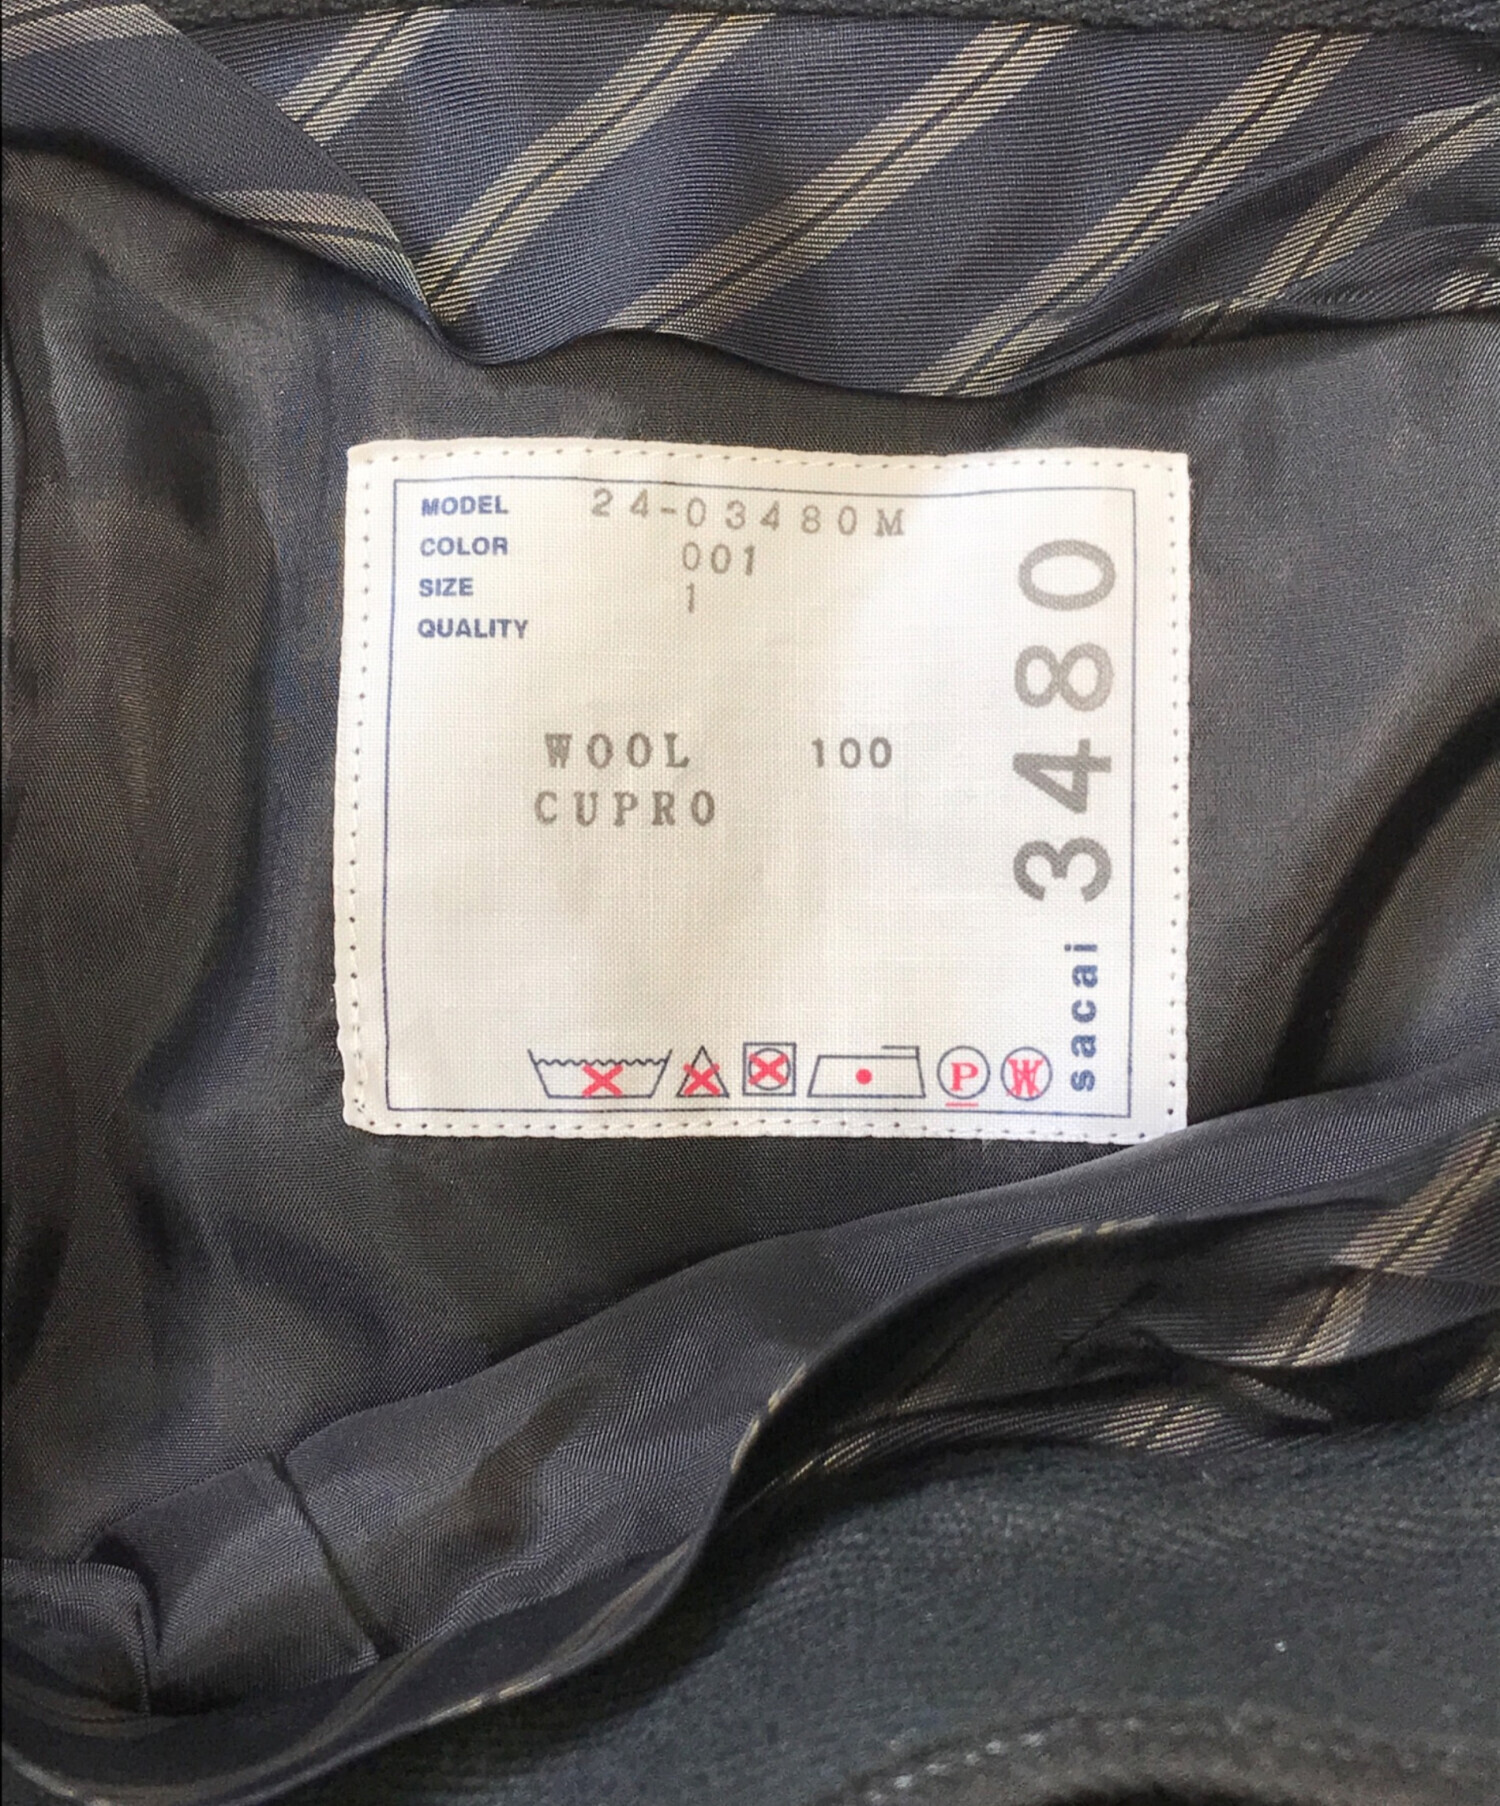 MODEL 24-03480M
COLOR 001
SIZE 1
QUALITY
WOOL 100
CUPRO
P W
sacai 3480